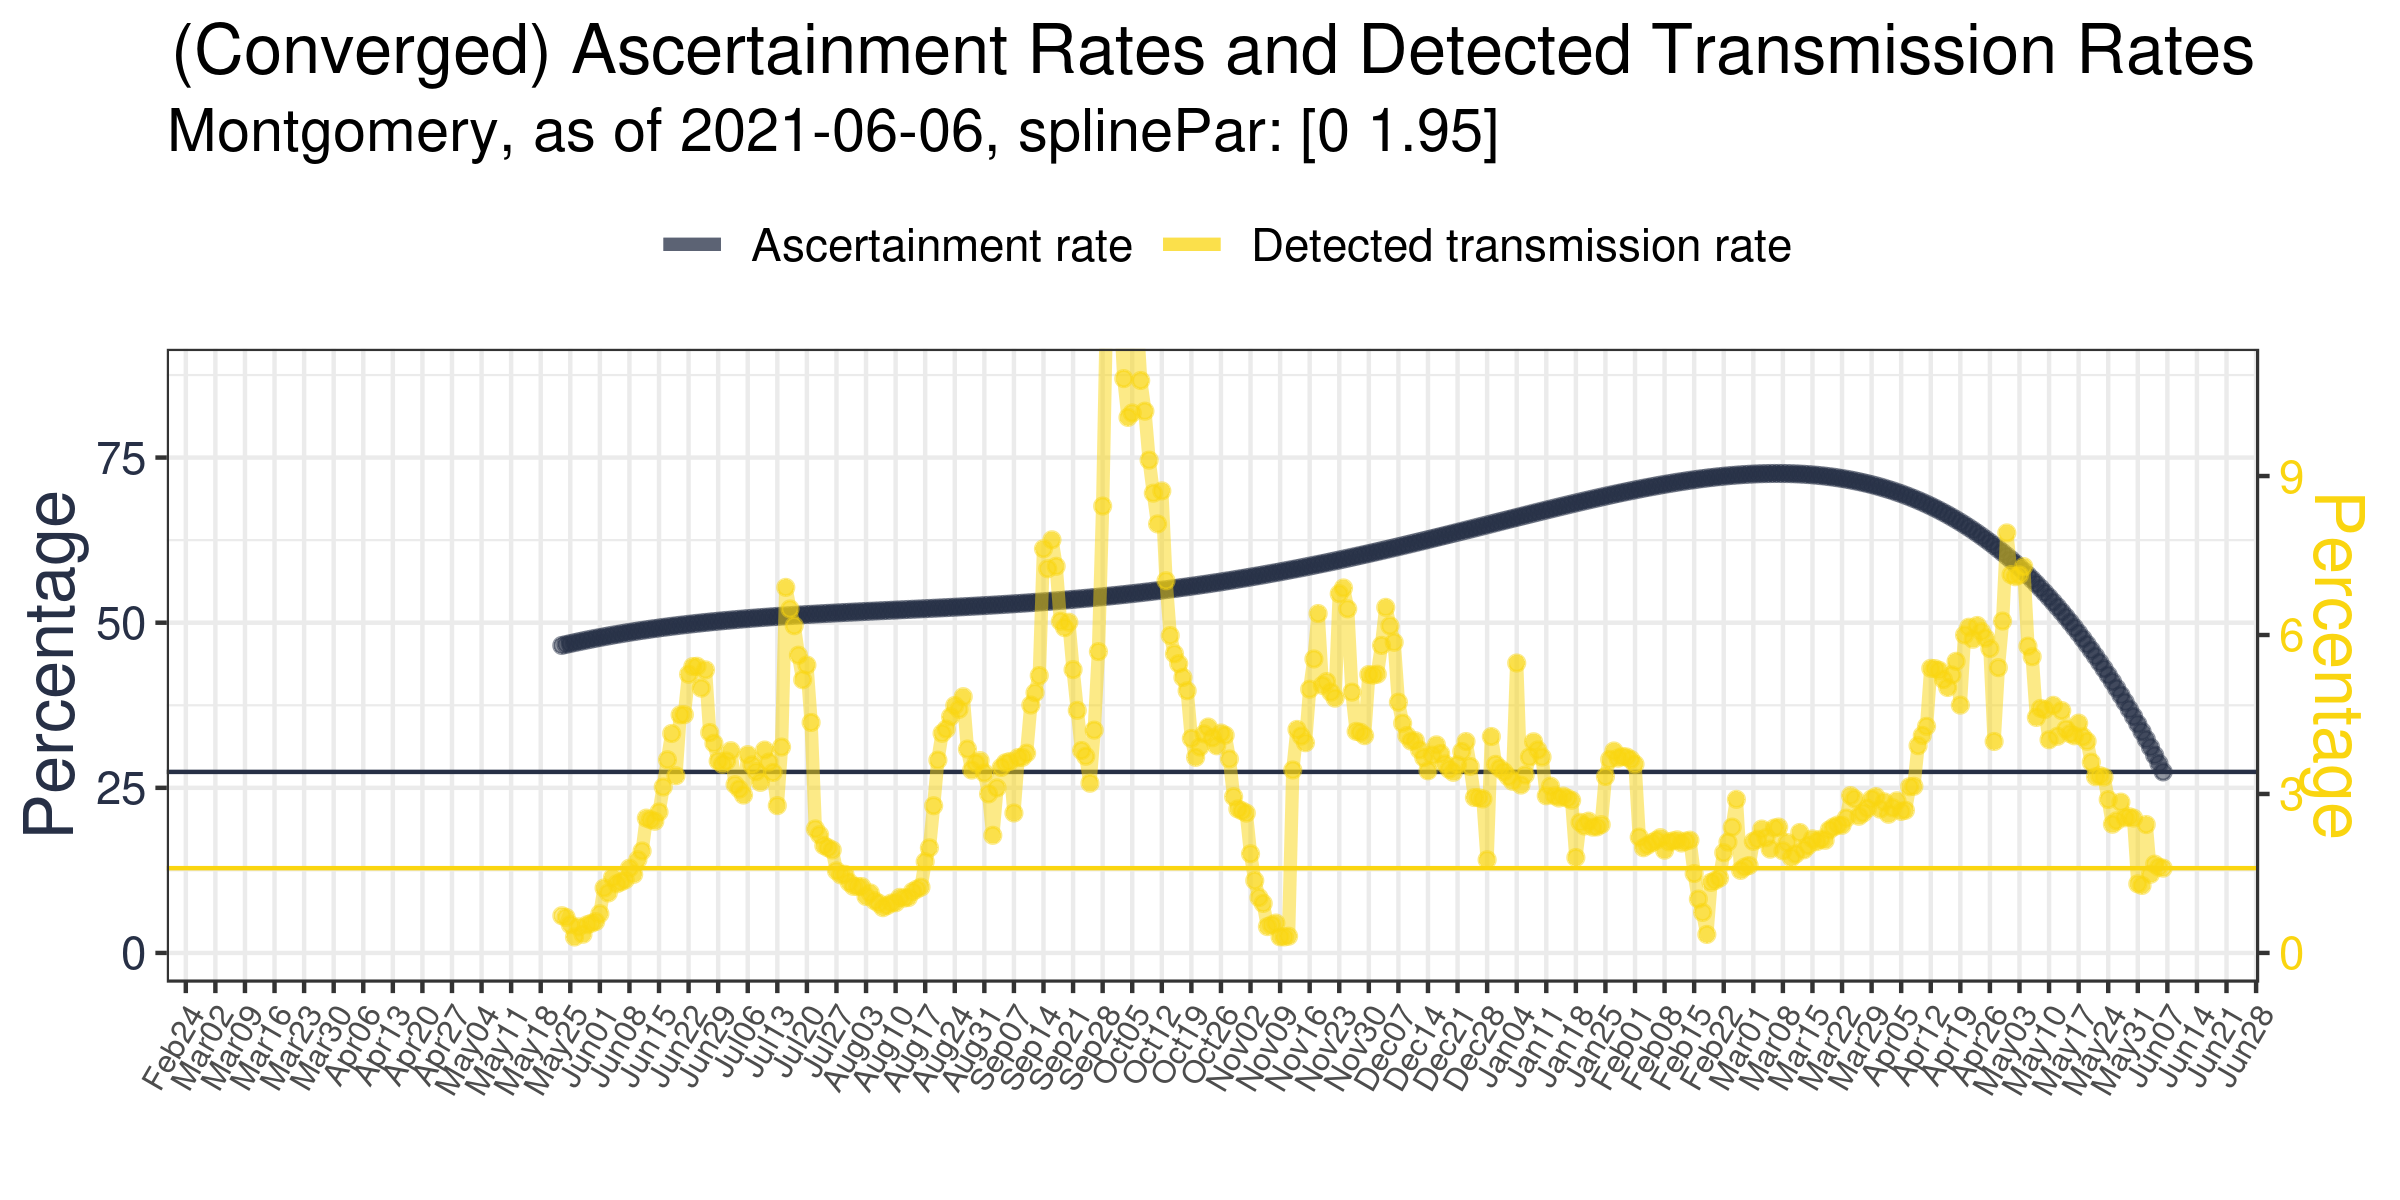 (Converged) Ascertainment Rates and Detected Transmission Rates
Montgomery, as of 2021-06-06, splinePar: [0 1.95]
Ascertainment rate
Detected transmission rate
Percentage
75
50
25
0
9
6
3
0
Percentage
Feb24
Mar02
Mar09
Mar16
Mar23
Mar30
Apr06
Apr13
Apr20
Apr27
May04
May11
May18
May25
Jun01
Jun08
Jun15
Jun22
Jun29
Jul06
Jul13
Jul20
Jul27
Aug03
Aug10
Aug17
Aug24
Aug31
Sep07
Sep14
Sep21
Sep28
Oct05
Oct12
Oct19
Oct26
Nov02
Nov09
Nov16
Nov23
Nov30
Dec07
Dec14
Dec21
Dec28
Jan04
Jan11
Jan18
Jan25
Feb01
Feb08
Feb15
Feb22
Mar01
Mar08
Mar15
Mar22
Mar29
Apr05
Apr12
Apr19
Apr26
May03
May10
May17
May24
May31
Jun07
Jun14
Jun21
Jun28